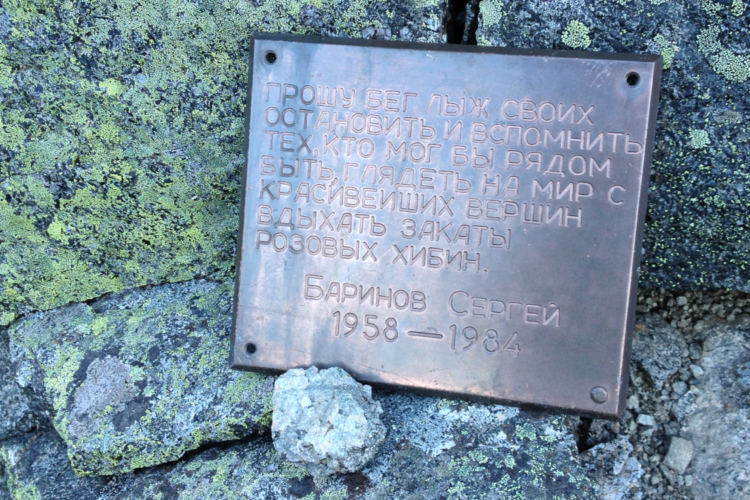 ПРОШУ БЕГ ЛЫЖ СВОИХ
ОСТАНОВИТЬ И ВСПОМНИТЬ
ТЕХ, КТО МОГ БЫ РЯДОМ
БЫТЬ, ГЛЯДЕТЬ НА МИР С
КРАСИВЕЙШИХ ВЕРШИН
ВДЫХАТЬ ЗАКАТЫ
РОЗОВЫХ ХИБИН.
БАРИНОВ СЕРГЕЙ
1958 — 1984